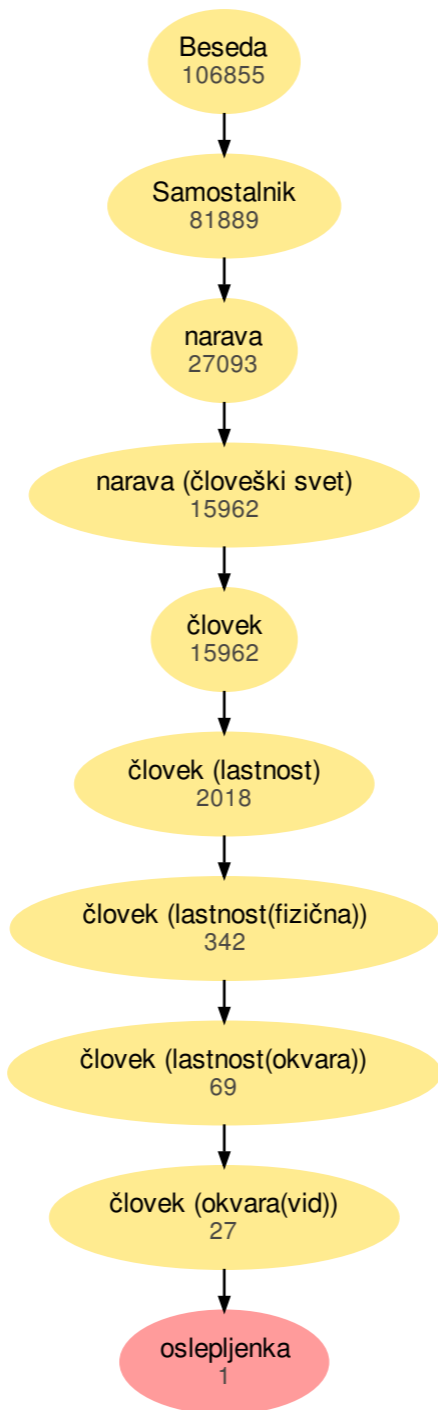 Beseda
106855
Samostalnik
81889
narava
27093
narava (človeški svet)
15962
človek
15962
človek (lastnost)
2018
človek (lastnost(fizična))
342
človek (lastnost(okvara))
69
človek (okvara(vid))
27
oslepljenka
1